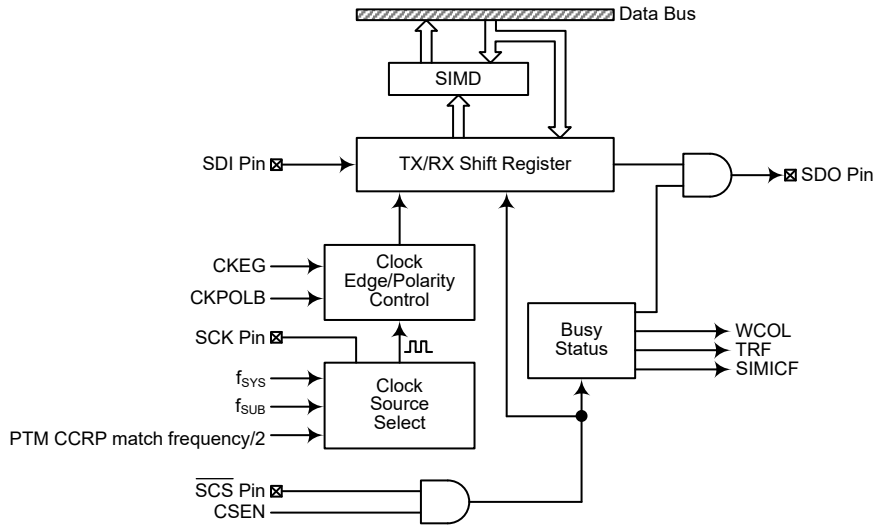 Data Bus
SIMD
SDI Pin
TX/RX Shift Register
SDO Pin
CKEG
CKPOLB
Clock
Edge/Polarity
Control
SCK Pin
Busy
Status
WCOL
TRF
SIMICF
fSYS
fSUB
PTM CCRP match frequency/2
Clock
Source
Select
SCS Pin
CSEN